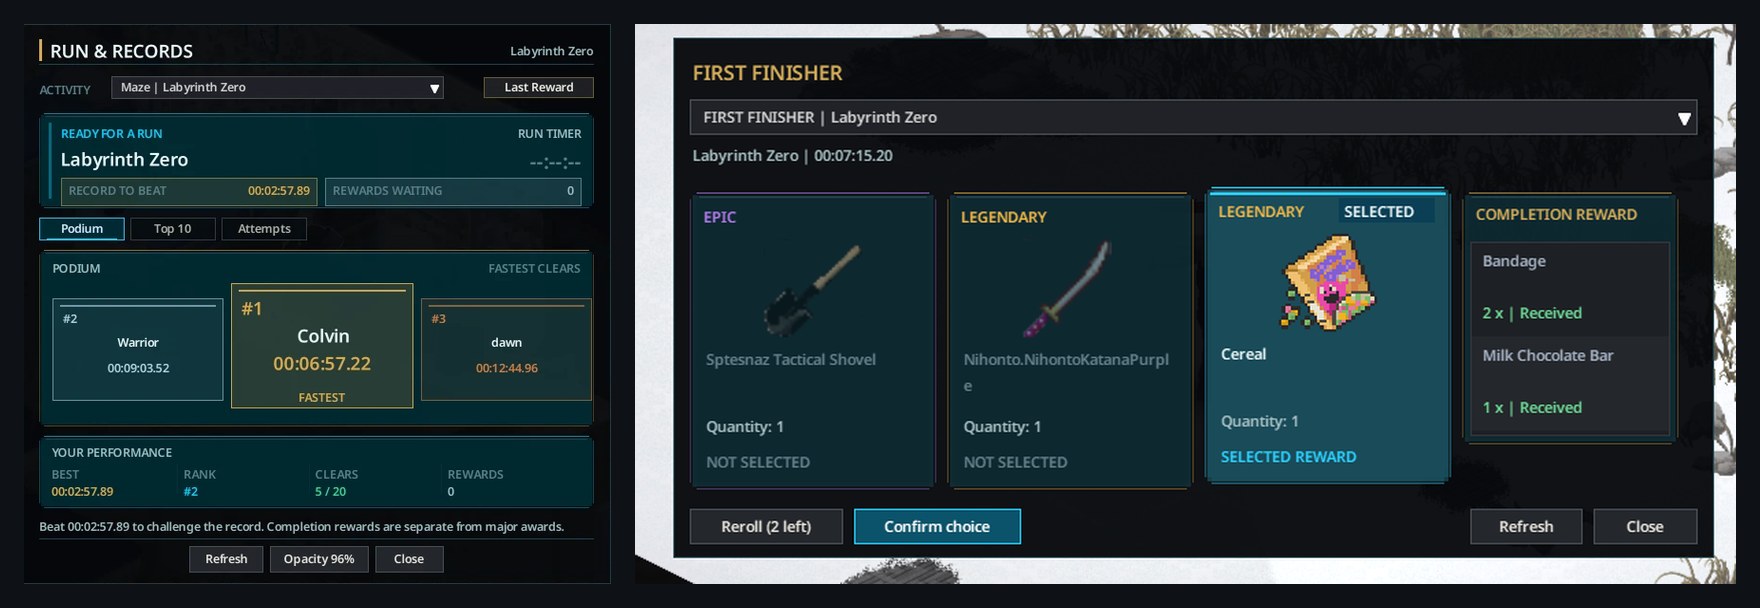 RUN & RECORDS
Labyrinth Zero
ACTIVITY
Maze | Labyrinth Zero
Last Reward
READY FOR A RUN
RUN TIMER
Labyrinth Zero
--:--:--
RECORD TO BEAT
00:02:57.89
REWARDS WAITING
0
Podium
Top 10
Attempts
PODIUM
FASTEST CLEARS
#2
Warrior
00:09:03.52
#1
Colvin
00:06:57.22
FASTEST
#3
dawn
00:12:44.96
YOUR PERFORMANCE
BEST
00:02:57.89
RANK
#2
CLEARS
5 / 20
REWARDS
0
Beat 00:02:57.89 to challenge the record. Completion rewards are separate from major awards.
Refresh
Opacity 96%
Close
FIRST FINISHER
FIRST FINISHER | Labyrinth Zero
Labyrinth Zero | 00:07:15.20
EPIC
Sptesnaz Tactical Shovel
Quantity: 1
NOT SELECTED
LEGENDARY
Nihonto.NihontoKatanaPurpl
e
Quantity: 1
NOT SELECTED
LEGENDARY
SELECTED
Cereal
Quantity: 1
SELECTED REWARD
COMPLETION REWARD
Bandage
2 x | Received
Milk Chocolate Bar
1 x | Received
Reroll (2 left)
Confirm choice
Refresh
Close